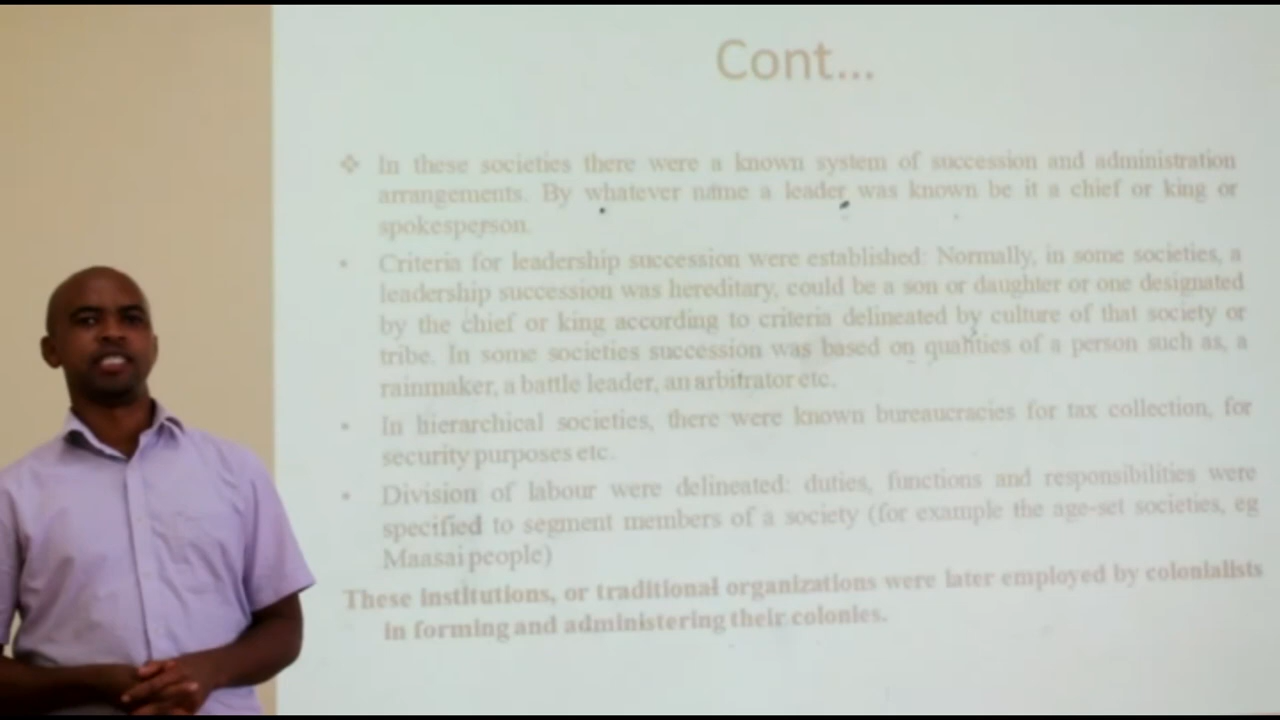 Cont...
❖ In these societies there were a known system of succession and administration
arrangements. By whatever name a leader was known be it a chief or king or
spokesperson.
• Criteria for leadership succession were established: Normally, in some societies, a
leadership succession was hereditary, could be a son or daughter or one designated
by the chief or king according to criteria delineated by culture of that society or
tribe. In some societies succession was based on qualities of a person such as, a
rainmaker, a battle leader, an arbitrator etc.
• In hierarchical societies, there were known bureaucracies for tax collection, for
security purposes etc.
• Division of labour were delineated: duties, functions and responsibilities were
specified to segment members of a society (for example the age-set societies, eg
Maasai people)
These institutions, or traditional organizations were later employed by colonialists
in forming and administering their colonies.